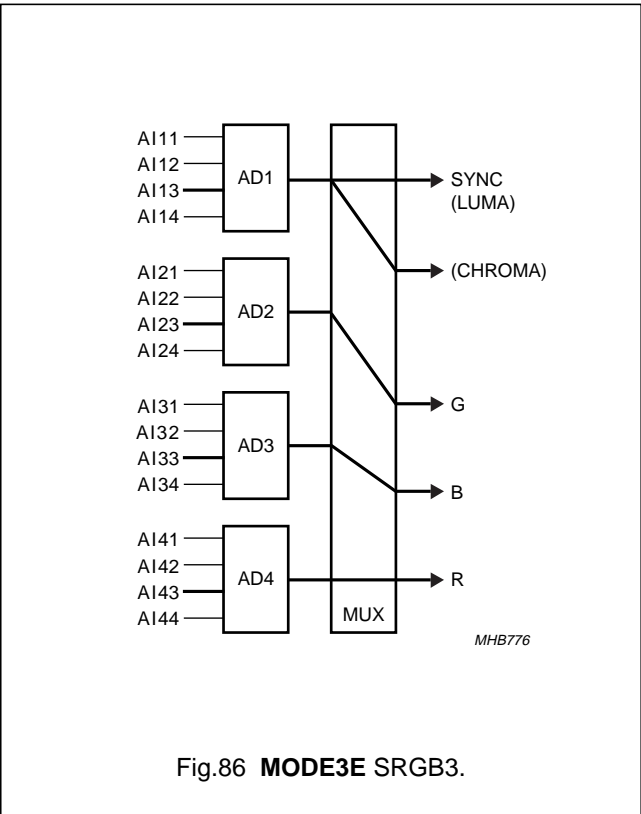 AI11
AI12
AI13
AI14
AD1
SYNC
(LUMA)
(CHROMA)
AI21
AI22
AI23
AI24
AD2
G
AI31
AI32
AI33
AI34
AD3
B
AI41
AI42
AI43
AI44
AD4
R
MUX
MHB776
Fig.86 MODE3E SRGB3.